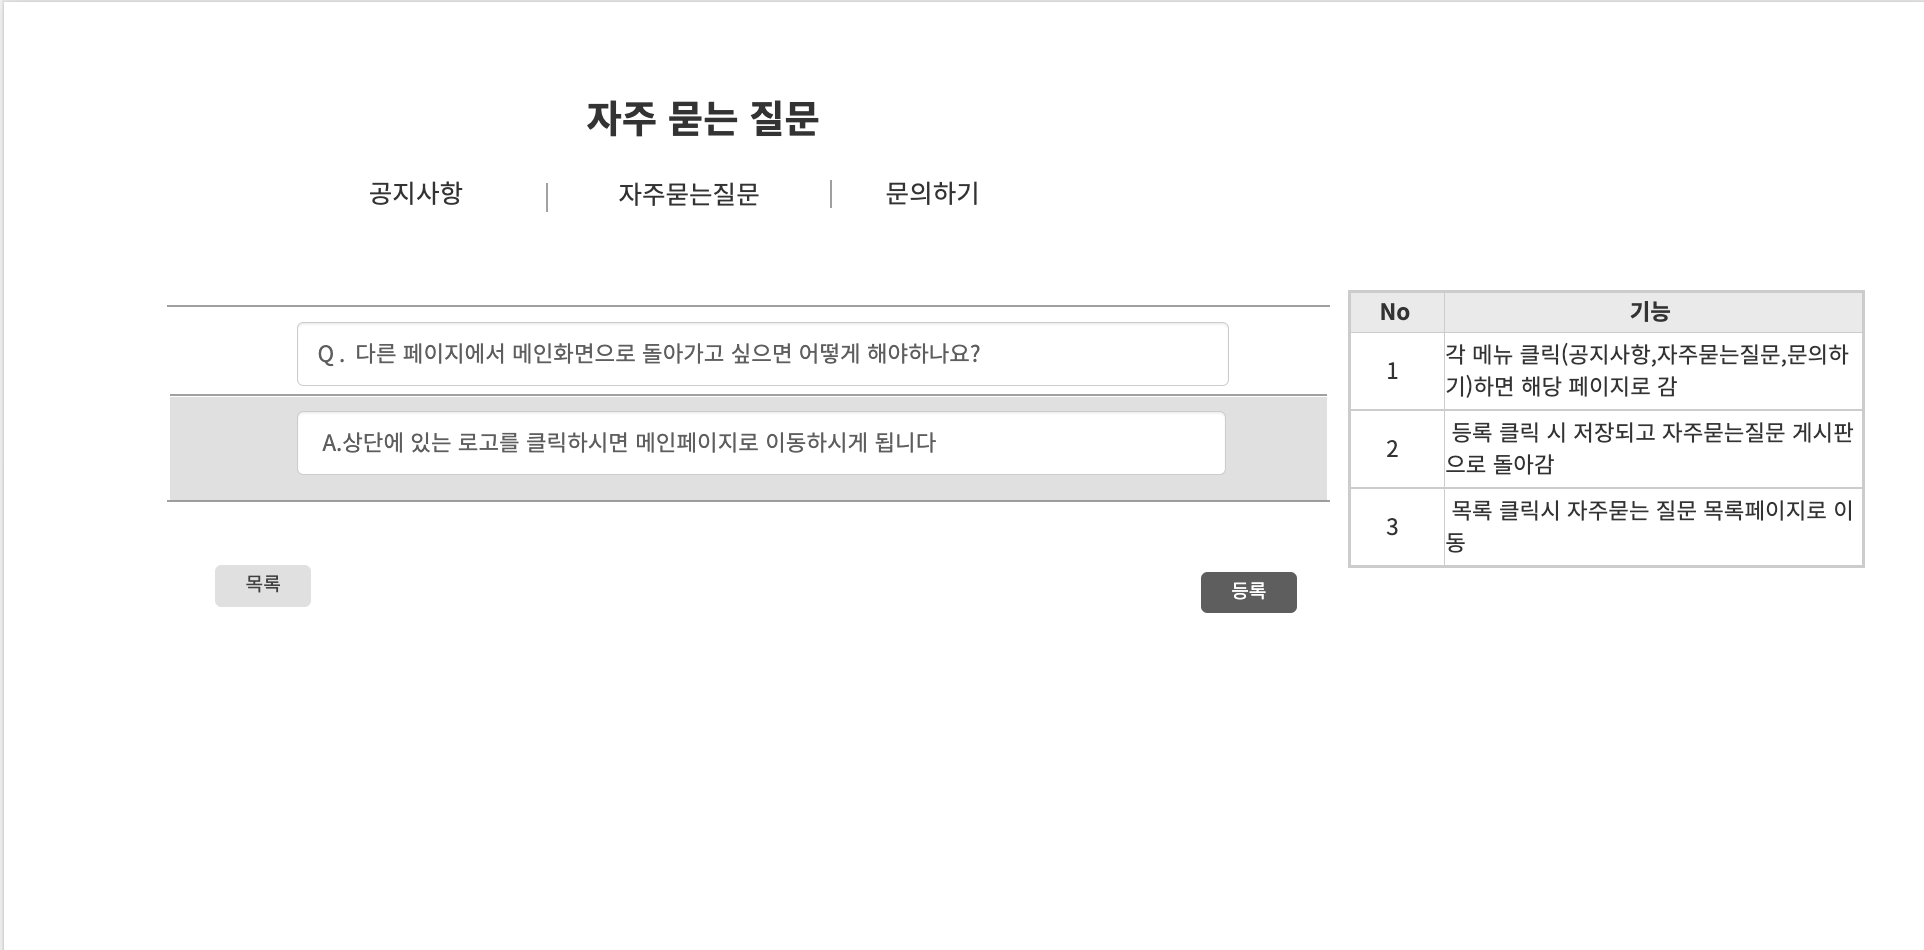 자주 묻는 질문
공지사항 | 자주묻는질문 | 문의하기
Q . 다른 페이지에서 메인화면으로 돌아가고 싶으면 어떻게 해야하나요?
A.상단에 있는 로고를 클릭하시면 메인페이지로 이동하시게 됩니다
목록
등록
No 기능
1 각 메뉴 클릭(공지사항,자주묻는질문,문의하
기)하면 해당 페이지로 감
2 등록 클릭 시 저장되고 자주묻는질문 게시판
으로 돌아감
3 목록 클릭시 자주묻는 질문 목록페이지로 이
동